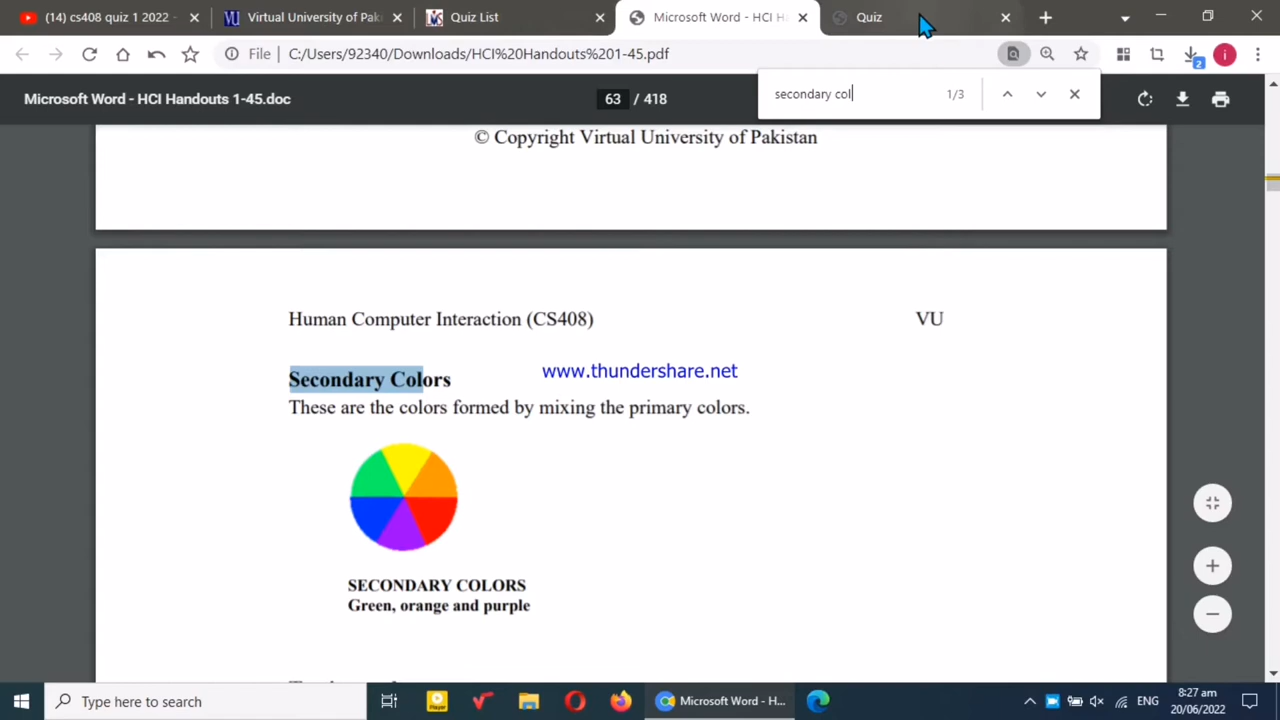 (14) cs408 quiz 1 2022 -
VU Virtual University of Pak
Quiz List
Microsoft Word - HCI H
Quiz
File C:/Users/92340/Downloads/HCI%20Handouts%201-45.pdf
2
i
secondary col 1/3
Microsoft Word - HCI Handouts 1-45.doc
63 / 418
© Copyright Virtual University of Pakistan
Human Computer Interaction (CS408) VU
www.thundershare.net
Secondary Colors
These are the colors formed by mixing the primary colors.
SECONDARY COLORS
Green, orange and purple
Type here to search
Player
Microsoft Word - H...
ENG
8:27 am
20/06/2022